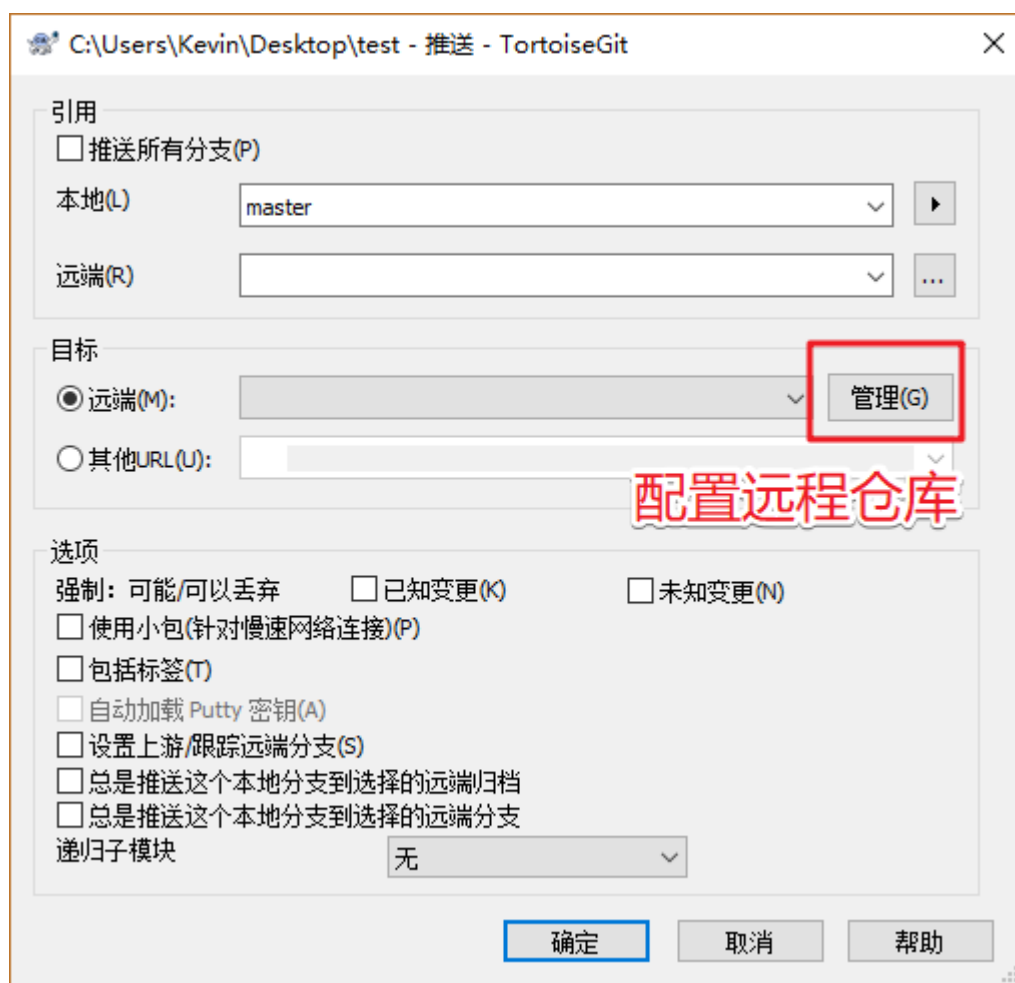 C:\Users\Kevin\Desktop\test - 推送 - TortoiseGit
引用
推送所有分支(P)
本地(L)
master
远端(R)
...
目标
远端(M):
管理(G)
其他URL(U):
配置远程仓库
选项
强制：可能/可以丢弃 已知变更(K) 未知变更(N)
使用小包(针对慢速网络连接)(P)
包括标签(T)
自动加载 Putty 密钥(A)
设置上游/跟踪远端分支(S)
总是推送这个本地分支到选择的远端归档
总是推送这个本地分支到选择的远端分支
递归子模块
无
确定 取消 帮助